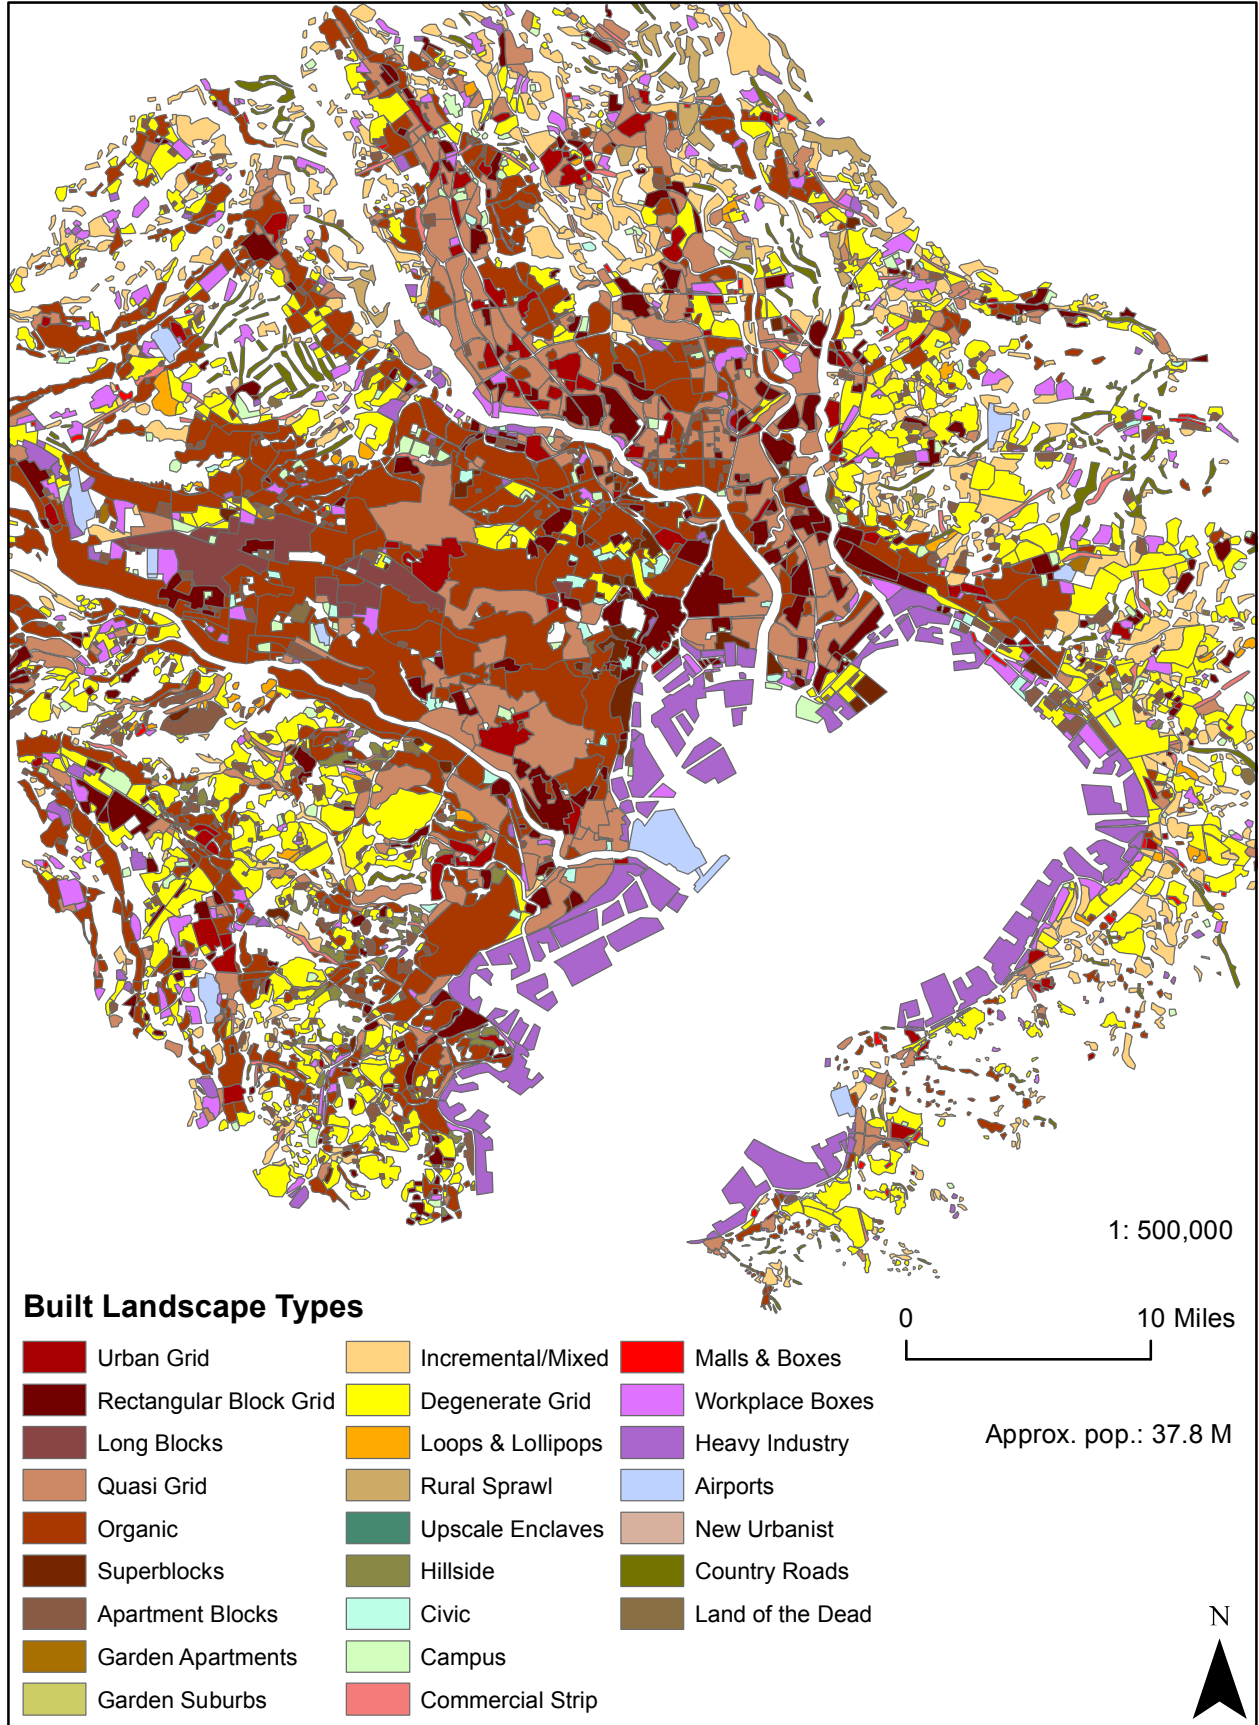 1: 500,000
Built Landscape Types
0 10 Miles
Approx. pop.: 37.8 M
Urban Grid
Rectangular Block Grid
Long Blocks
Quasi Grid
Organic
Superblocks
Apartment Blocks
Garden Apartments
Garden Suburbs
Incremental/Mixed
Degenerate Grid
Loops & Lollipops
Rural Sprawl
Upscale Enclaves
Hillside
Civic
Campus
Commercial Strip
Malls & Boxes
Workplace Boxes
Heavy Industry
Airports
New Urbanist
Country Roads
Land of the Dead
N